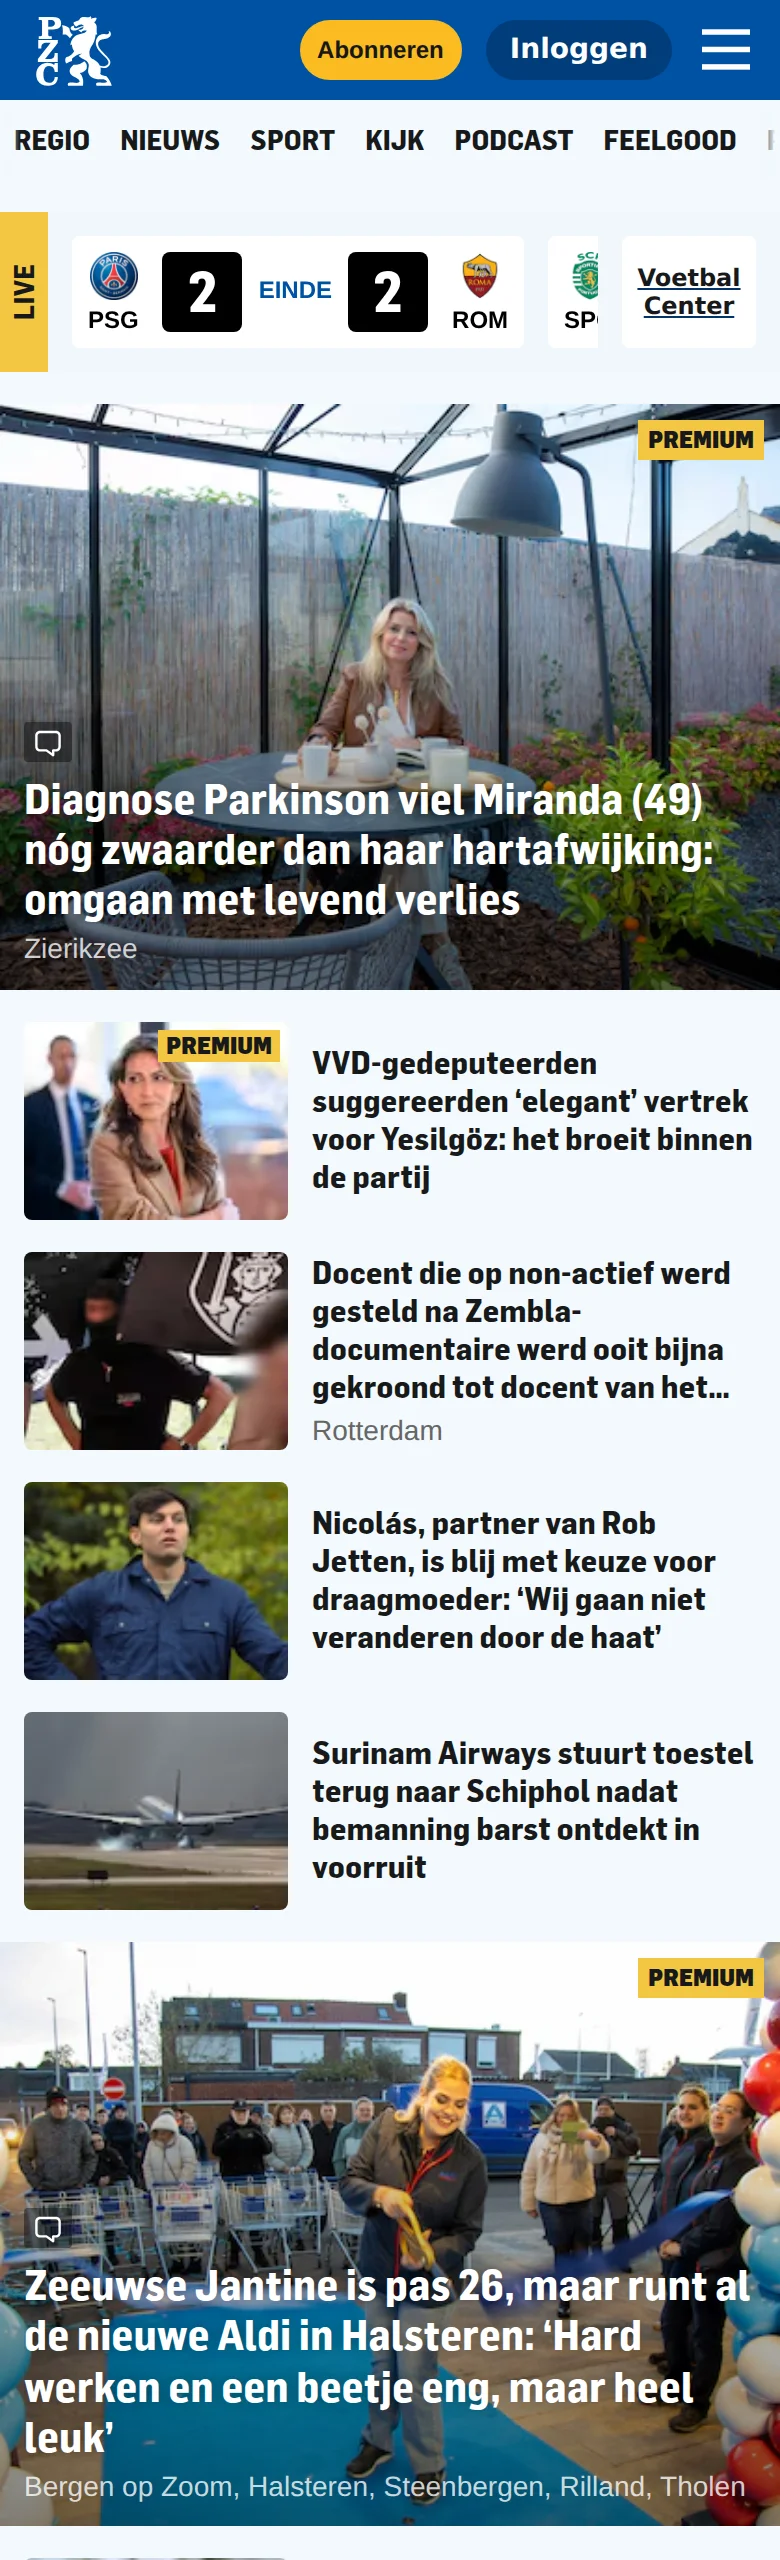 PZC
Abonneren
Inloggen
REGIO NIEUWS SPORT KIJK PODCAST FEELGOOD
LIVE
PARIS
PSG
2
EINDE
2
ROMA
ROM
SPO
Voetbal
Center
PREMIUM
Diagnose Parkinson viel Miranda (49)
nóg zwaarder dan haar hartafwijking:
omgaan met levend verlies
Zierikzee
PREMIUM
VVD-gedeputeerden
suggereerden ‘elegant’ vertrek
voor Yesilgöz: het broeit binnen
de partij
Docent die op non-actief werd
gesteld na Zembla-
documentaire werd ooit bijna
gekroond tot docent van het...
Rotterdam
Nicolás, partner van Rob
Jetten, is blij met keuze voor
draagmoeder: ‘Wij gaan niet
veranderen door de haat’
Surinam Airways stuurt toestel
terug naar Schiphol nadat
bemanning barst ontdekt in
voorruit
PREMIUM
Zeeuwse Jantine is pas 26, maar runt al
de nieuwe Aldi in Halsteren: ‘Hard
werken en een beetje eng, maar heel
leuk’
Bergen op Zoom, Halsteren, Steenbergen, Rilland, Tholen